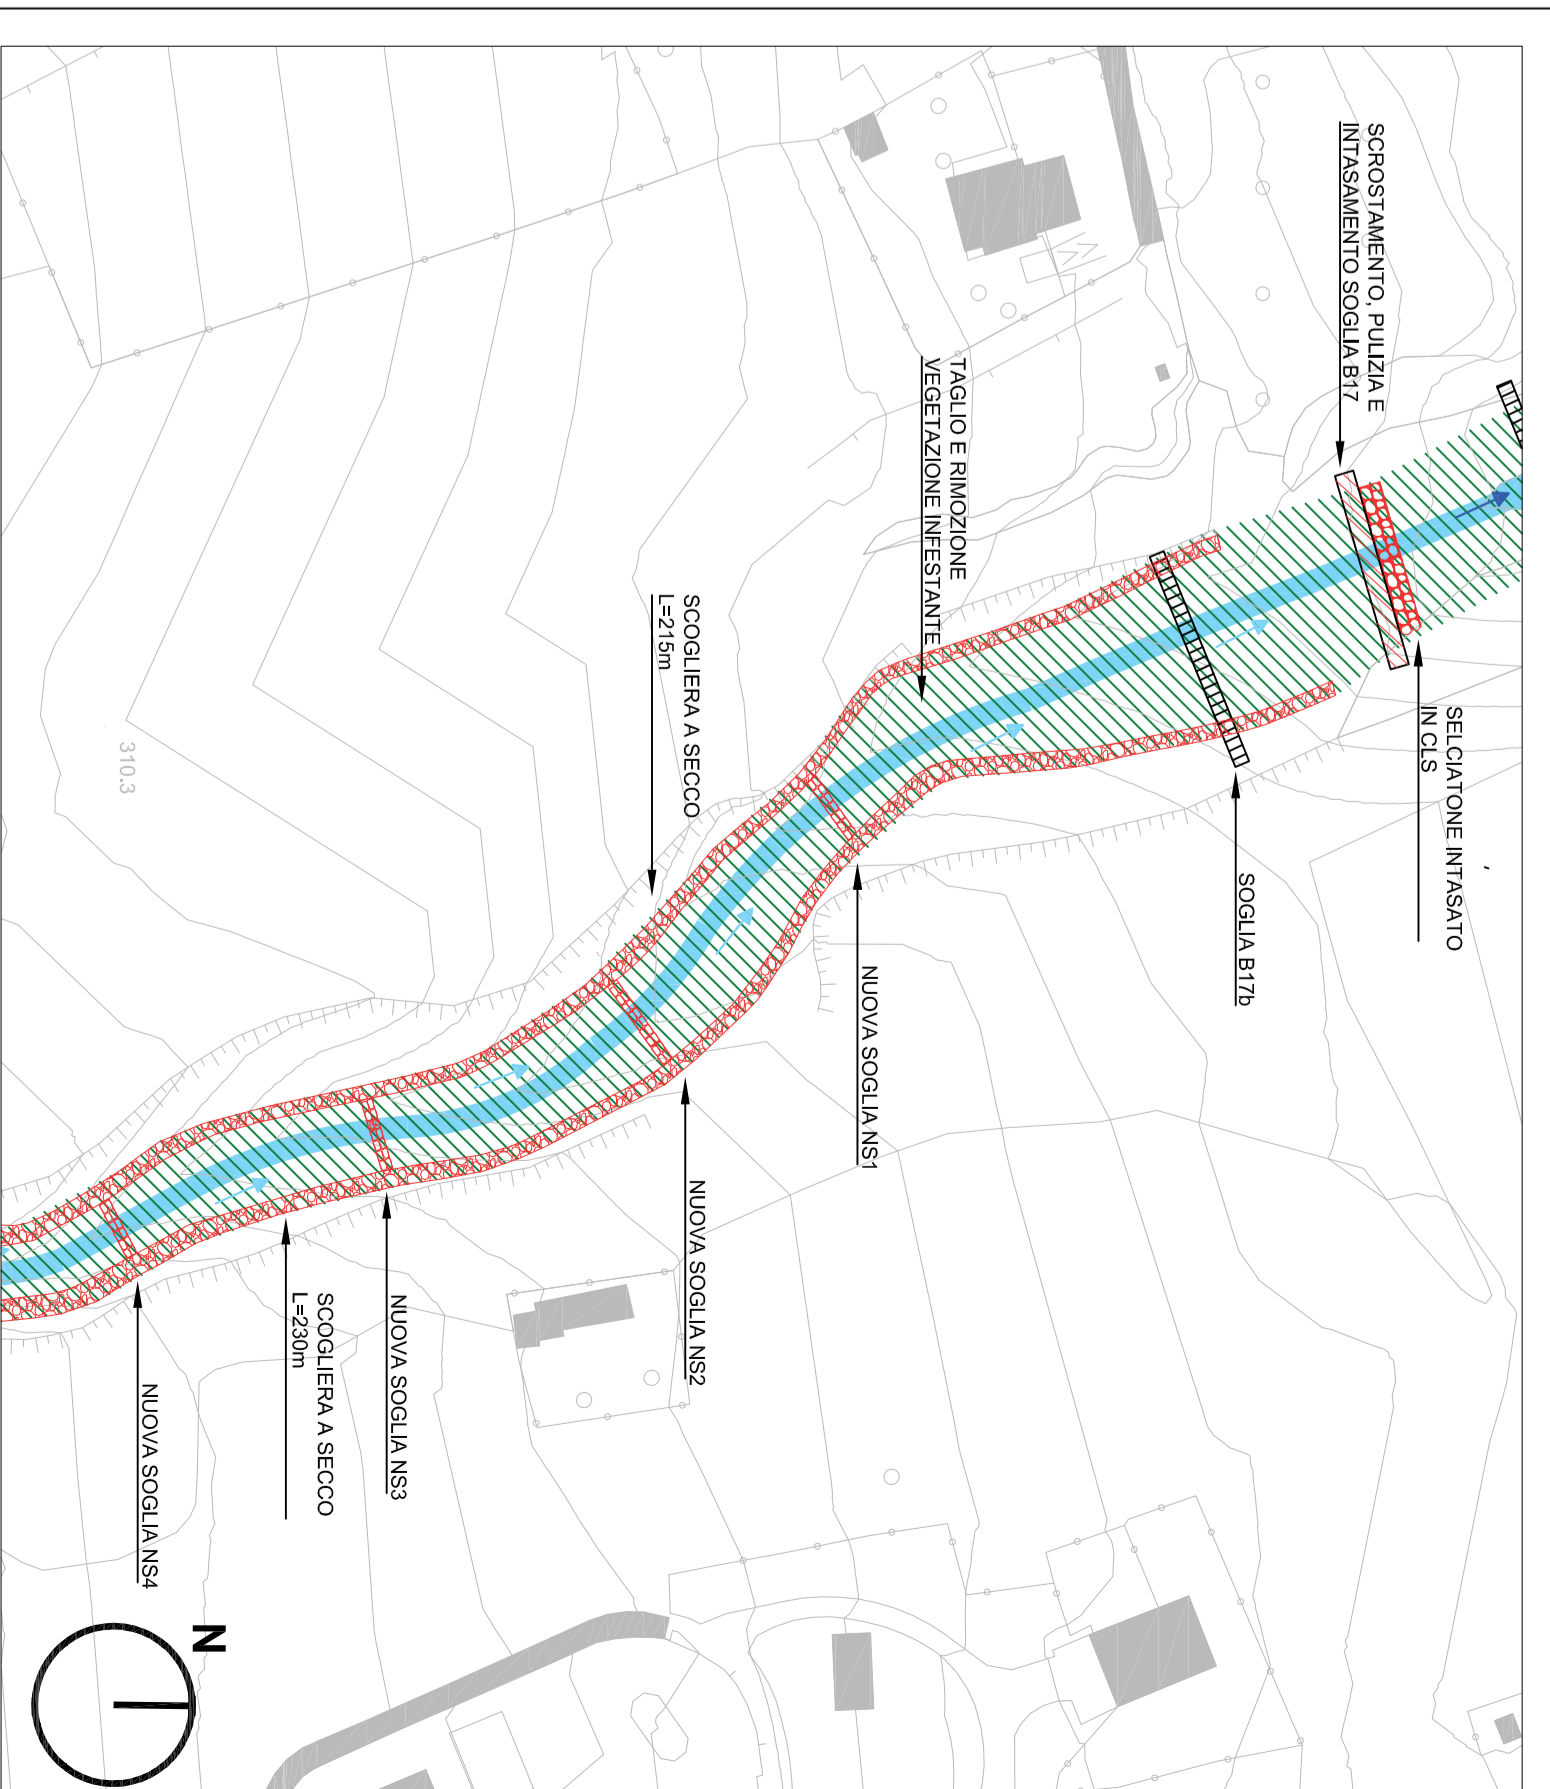 SCROSTAMENTO, PULIZIA E
INTASAMENTO SOGLIA B17
TAGLIO E RIMOZIONE
VEGETAZIONE INFESTANTE
SCOGLIERA A SECCO
L=215m
SELCIATONE INTASATO
IN CLS
SOGLIA B17b
NUOVA SOGLIA NS1
NUOVA SOGLIA NS2
NUOVA SOGLIA NS3
SCOGLIERA A SECCO
L=230m
NUOVA SOGLIA NS4
310.3
N